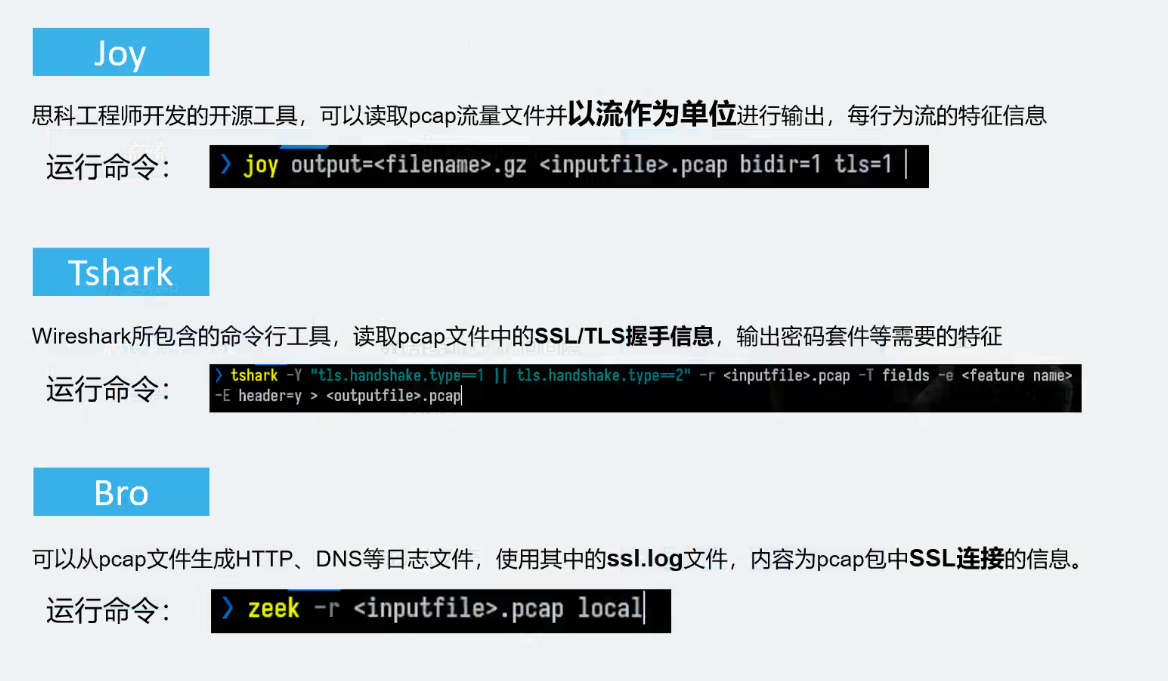 Joy
思科工程师开发的开源工具，可以读取pcap流量文件并以流作为单位进行输出，每行为流的特征信息
运行命令：
❯ joy output=<filename>.gz <inputfile>.pcap bidir=1 tls=1
Tshark
Wireshark所包含的命令行工具，读取pcap文件中的SSL/TLS握手信息，输出密码套件等需要的特征
运行命令：
❯ tshark -Y "tls.handshake.type==1 || tls.handshake.type==2" -r <inputfile>.pcap -T fields -e <feature name>
-E header=y > <outputfile>.pcap
Bro
可以从pcap文件生成HTTP、DNS等日志文件，使用其中的ssl.log文件，内容为pcap包中SSL连接的信息。
运行命令：
❯ zeek -r <inputfile>.pcap local